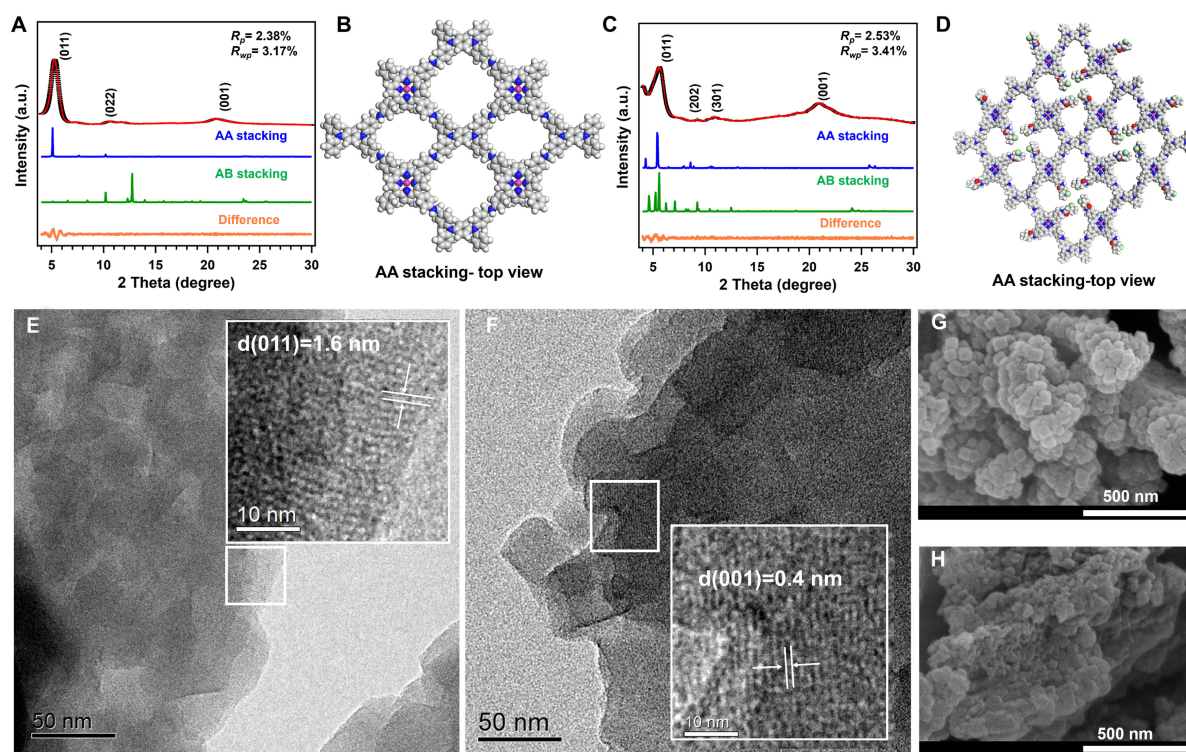 A
Intensity (a.u.)
(011)
(022)
(001)
Rp= 2.38%
Rwp= 3.17%
AA stacking
AB stacking
Difference
5 10 15 20 25 30
2 Theta (degree)
B
AA stacking- top view
C
Intensity (a.u.)
(011)
(202)
(301)
(001)
Rp= 2.53%
Rwp= 3.41%
AA stacking
AB stacking
Difference
5 10 15 20 25 30
2 Theta (degree)
D
AA stacking-top view
E
d(011)=1.6 nm
10 nm
50 nm
F
d(001)=0.4 nm
10 nm
50 nm
G
500 nm
H
500 nm